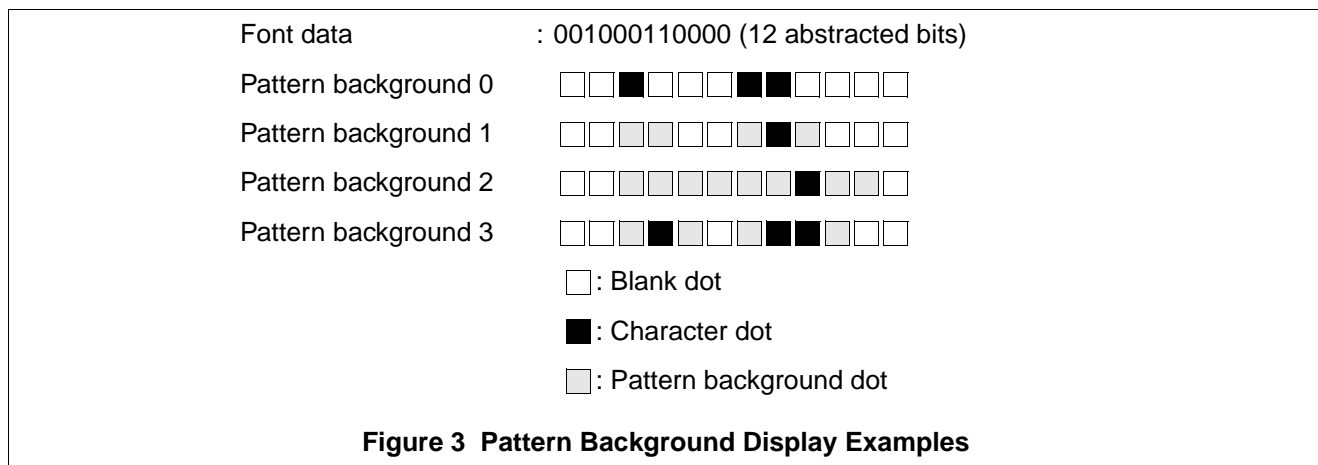 Font data : 001000110000 (12 abstracted bits)
Pattern background 0
Pattern background 1
Pattern background 2
Pattern background 3
: Blank dot
: Character dot
: Pattern background dot
Figure 3 Pattern Background Display Examples